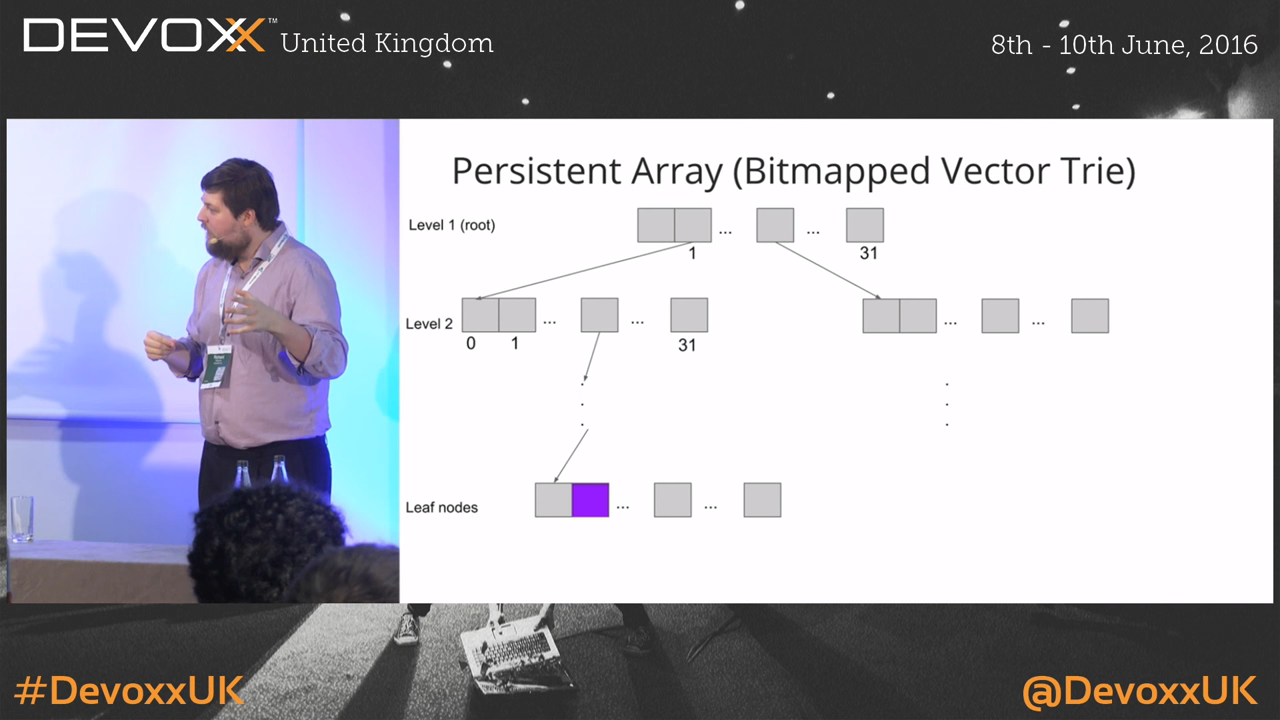 DEVOXX™ United Kingdom
8th - 10th June, 2016
Persistent Array (Bitmapped Vector Trie)
Level 1 (root)
... ...
1 31
Level 2
... ... ... ...
0 1 31
Leaf nodes
... ...
#DevoxxUK
@DevoxxUK